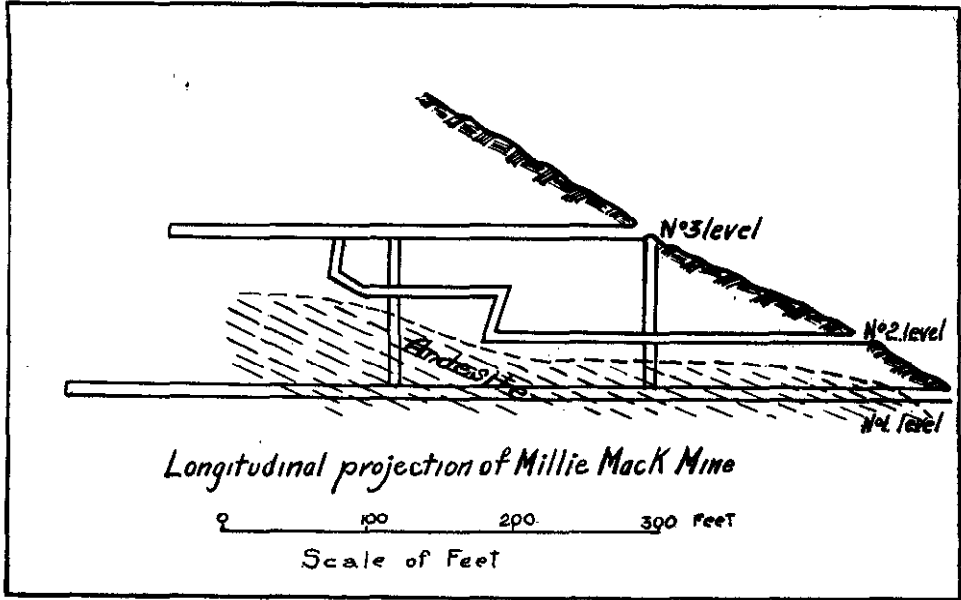 Nº3 level
Nº2. level
Andesite
Nº1. level
Longitudinal projection of Millie Mack Mine
0 100 200 300 Feet
Scale of Feet